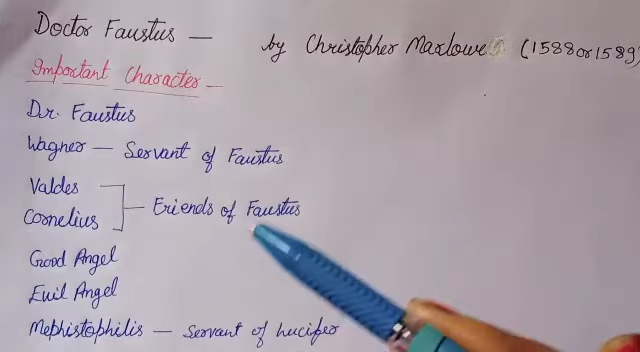 Doctor Faustus —
by Christopher Marlowe (1588 or 1589)
Important Character —
Dr. Faustus
Wagner — Servant of Faustus
Valdes
Cornelius
Friends of Faustus
Good Angel
Evil Angel
Mephistophilis — Servant of Lucifer